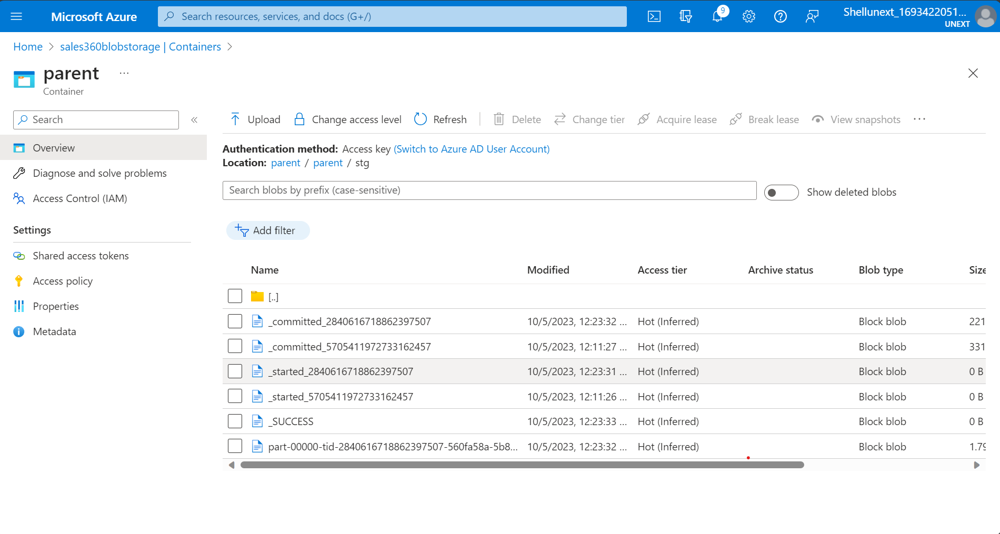 Microsoft Azure
Search resources, services, and docs (G+/)
9
Shellunext_1693422051...
UNEXT
Home > sales360blobstorage | Containers >
parent ...
Container
Search «
Upload Change access level Refresh Delete Change tier Acquire lease Break lease View snapshots ...
Overview
Diagnose and solve problems
Access Control (IAM)
Settings
Shared access tokens
Access policy
Properties
Metadata
Authentication method: Access key (Switch to Azure AD User Account)
Location: parent / parent / stg
Search blobs by prefix (case-sensitive)
Show deleted blobs
Add filter
Name Modified Access tier Archive status Blob type Size
[..]
_committed_2840616718862397507 10/5/2023, 12:23:32 ... Hot (Inferred) Block blob 221
_committed_5705411972733162457 10/5/2023, 12:11:27 ... Hot (Inferred) Block blob 331
_started_2840616718862397507 10/5/2023, 12:23:31 ... Hot (Inferred) Block blob 0 B
_started_5705411972733162457 10/5/2023, 12:11:26 ... Hot (Inferred) Block blob 0 B
_SUCCESS 10/5/2023, 12:23:33 ... Hot (Inferred) Block blob 0 B
part-00000-tid-2840616718862397507-560fa58a-5b8... 10/5/2023, 12:23:32 ... Hot (Inferred) Block blob 1.79